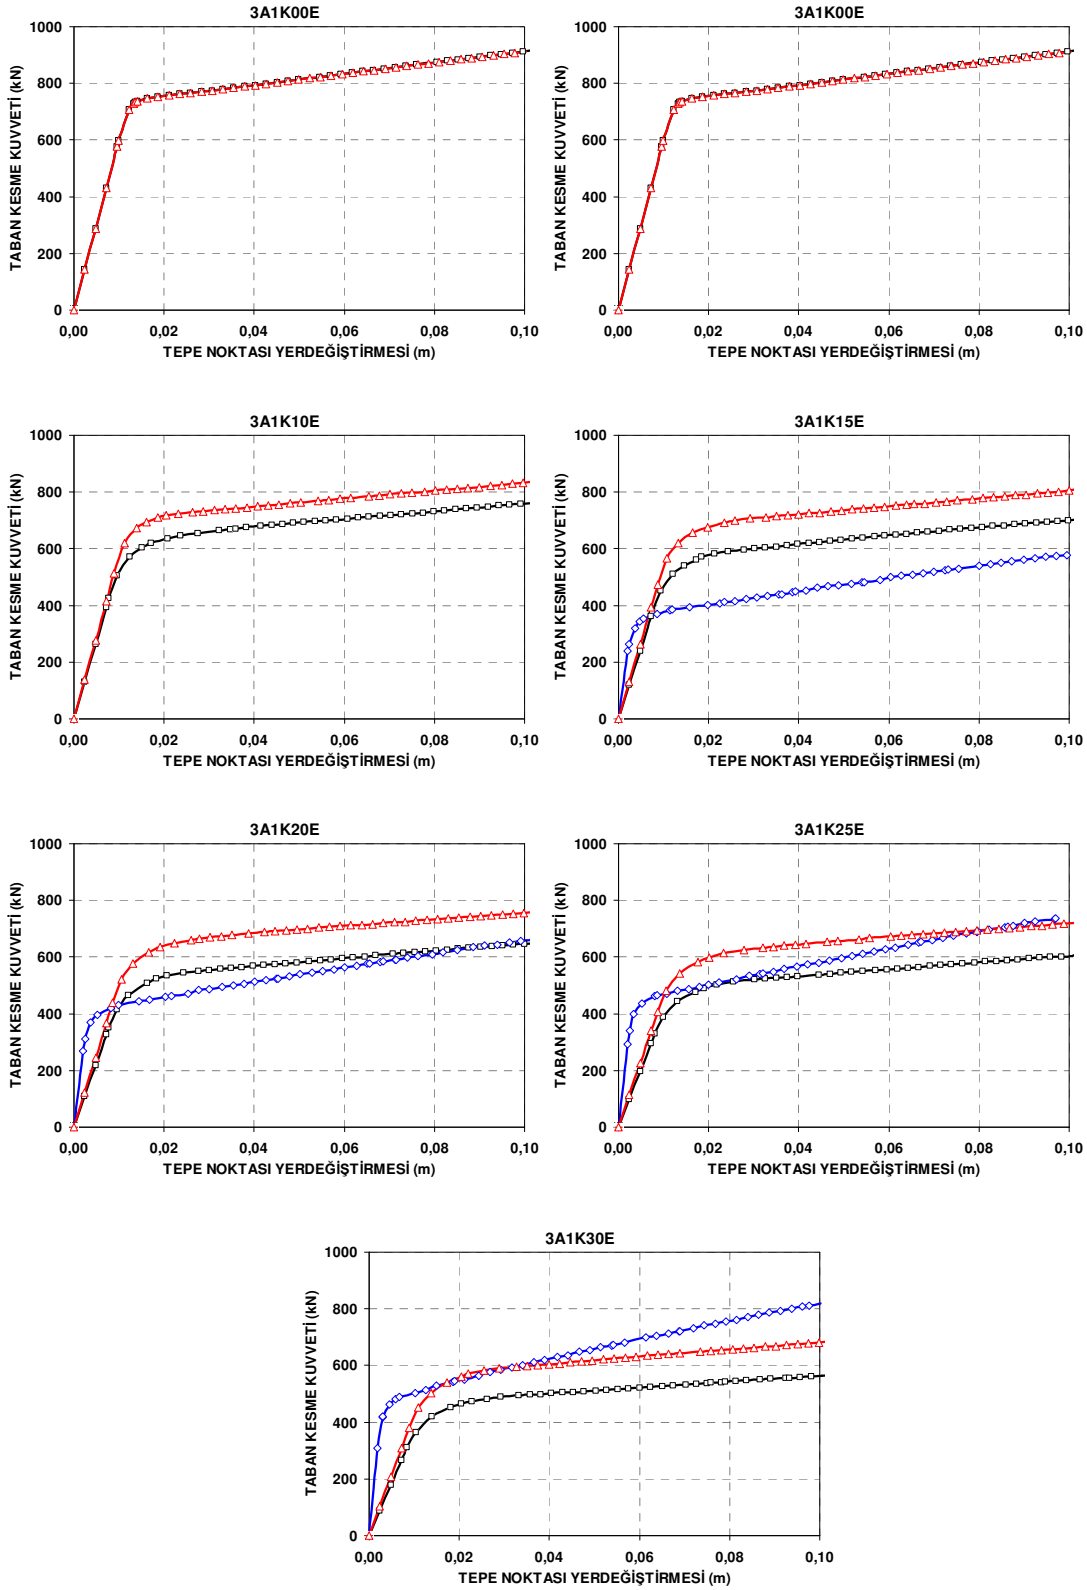 3A1K00E
TABAN KESME KUVVETİ (kN)
1000
800
600
400
200
0
0,00 0,02 0,04 0,06 0,08 0,10
TEPE NOKTASI YERDEĞİŞTİRMESİ (m)
3A1K00E
TABAN KESME KUVVETİ (kN)
1000
800
600
400
200
0
0,00 0,02 0,04 0,06 0,08 0,10
TEPE NOKTASI YERDEĞİŞTİRMESİ (m)
3A1K10E
TABAN KESME KUVVETİ (kN)
1000
800
600
400
200
0
0,00 0,02 0,04 0,06 0,08 0,10
TEPE NOKTASI YERDEĞİŞTİRMESİ (m)
3A1K15E
TABAN KESME KUVVETİ (kN)
1000
800
600
400
200
0
0,00 0,02 0,04 0,06 0,08 0,10
TEPE NOKTASI YERDEĞİŞTİRMESİ (m)
3A1K20E
TABAN KESME KUVVETİ (kN)
1000
800
600
400
200
0
0,00 0,02 0,04 0,06 0,08 0,10
TEPE NOKTASI YERDEĞİŞTİRMESİ (m)
3A1K25E
TABAN KESME KUVVETİ (kN)
1000
800
600
400
200
0
0,00 0,02 0,04 0,06 0,08 0,10
TEPE NOKTASI YERDEĞİŞTİRMESİ (m)
3A1K30E
TABAN KESME KUVVETİ (kN)
1000
800
600
400
200
0
0,00 0,02 0,04 0,06 0,08 0,10
TEPE NOKTASI YERDEĞİŞTİRMESİ (m)